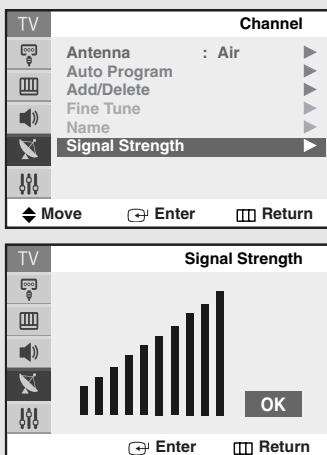 TV Channel
Antenna : Air
Auto Program
Add/Delete
Fine Tune
Name
Signal Strength
Move Enter Return
TV Signal Strength
OK
Enter Return